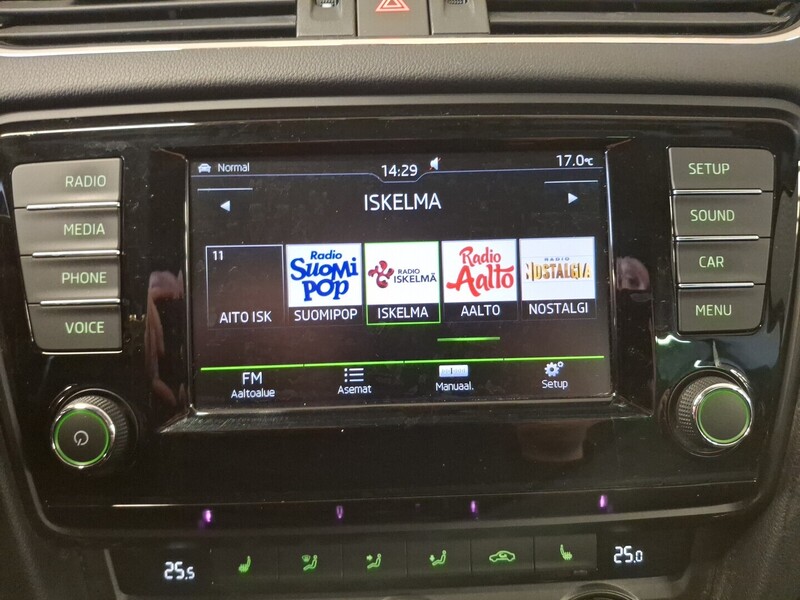 Normal 14:29 17.0°C
ISKELMA
11
Radio
SUOMI
POP
RADIO
ISKELMÄ
Radio
Aalto
RADIO
NOSTALGIA
AITO ISK SUOMIPOP ISKELMA AALTO NOSTALGI
FM
Aaltoalue
Asemat
Manuaal.
Setup
RADIO
MEDIA
PHONE
VOICE
SETUP
SOUND
CAR
MENU
25.5 25.0